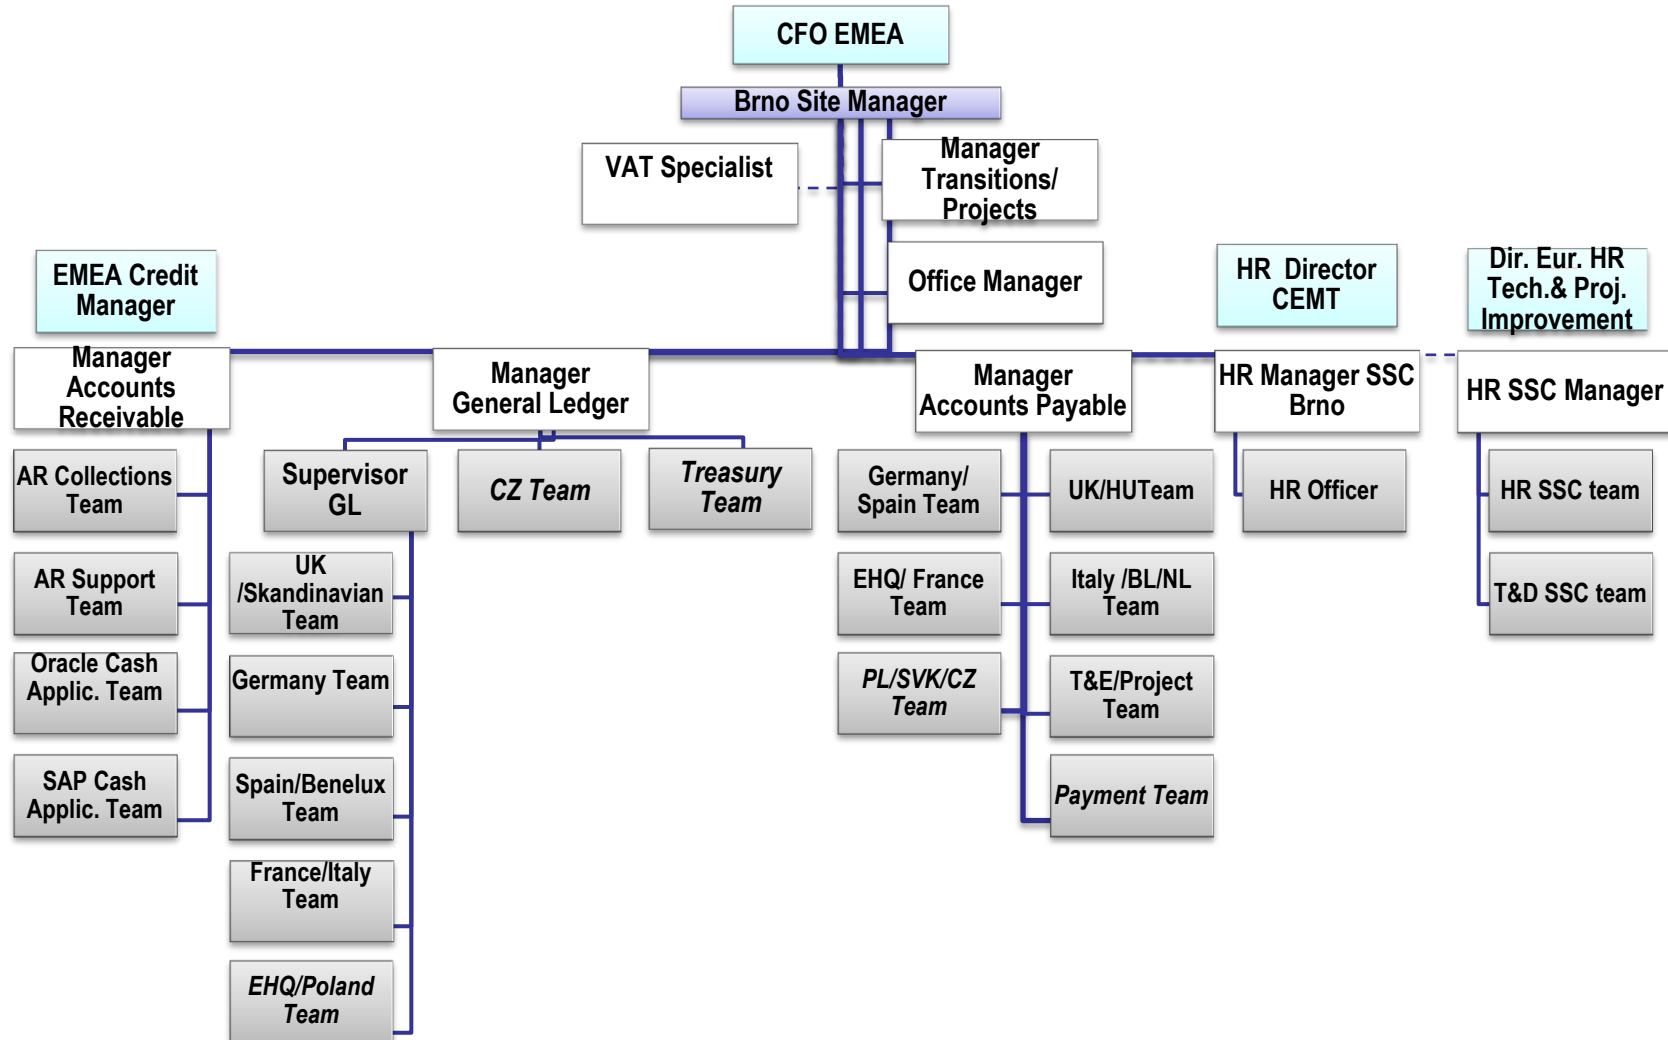 CFO EMEA
Brno Site Manager
VAT Specialist
Manager
Transitions/
Projects
Office Manager
EMEA Credit
Manager
HR  Director
CEMT
Dir. Eur. HR
Tech.& Proj.
Improvement
Manager
Accounts
Receivable
Manager
General Ledger
Manager
Accounts Payable
HR Manager SSC
Brno
HR SSC Manager
AR Collections
Team
Supervisor
GL
CZ Team
Treasury
Team
Germany/
Spain Team
UK/HUTeam
HR Officer
HR SSC team
AR Support
Team
UK
/Skandinavian
Team
EHQ/ France
Team
Italy /BL/NL
Team
T&D SSC team
Oracle Cash
Applic. Team
Germany Team
PL/SVK/CZ
Team
T&E/Project
Team
SAP Cash
Applic. Team
Spain/Benelux
Team
Payment Team
France/Italy
Team
EHQ/Poland
Team